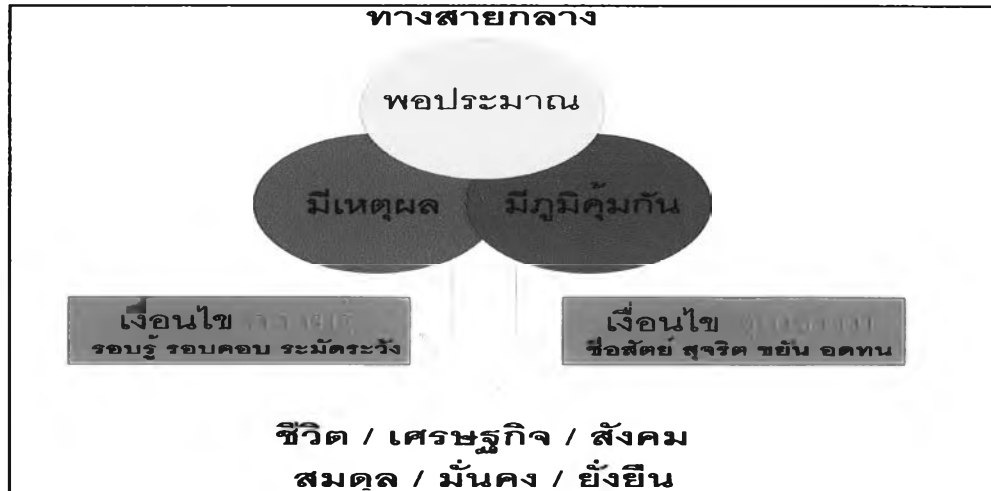 ทางสายกลาง
พอประมาณ
มีเหตุผล
มีภูมิคุ้มกัน
เงื่อนไข
รอบรู้ รอบคอบ ระมัดระวัง
เงื่อนไข
ซื่อสัตย์ สุจริต ขยัน อดทน
ชีวิต / เศรษฐกิจ / สังคม
สมดุล / มั่นคง / ยั่งยืน